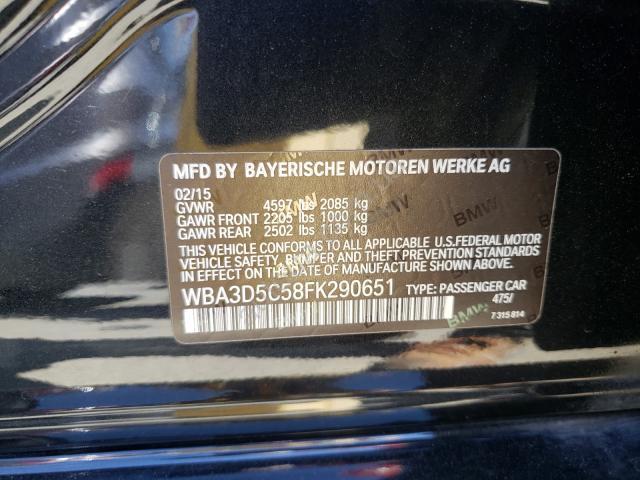 MFD BY BAYERISCHE MOTOREN WERKE AG
02/15
GVWR 4597 lbs 2085 kg
GAWR FRONT 2205 lbs 1000 kg
GAWR REAR 2502 lbs 1135 kg
THIS VEHICLE CONFORMS TO ALL APPLICABLE U.S.FEDERAL MOTOR
VEHICLE SAFETY, BUMPER AND THEFT PREVENTION STANDARDS
IN EFFECT ON THE DATE OF MANUFACTURE SHOWN ABOVE.
WBA3D5C58FK290651 TYPE: PASSENGER CAR
475/
7 315 814
BMW
BMW
BMW